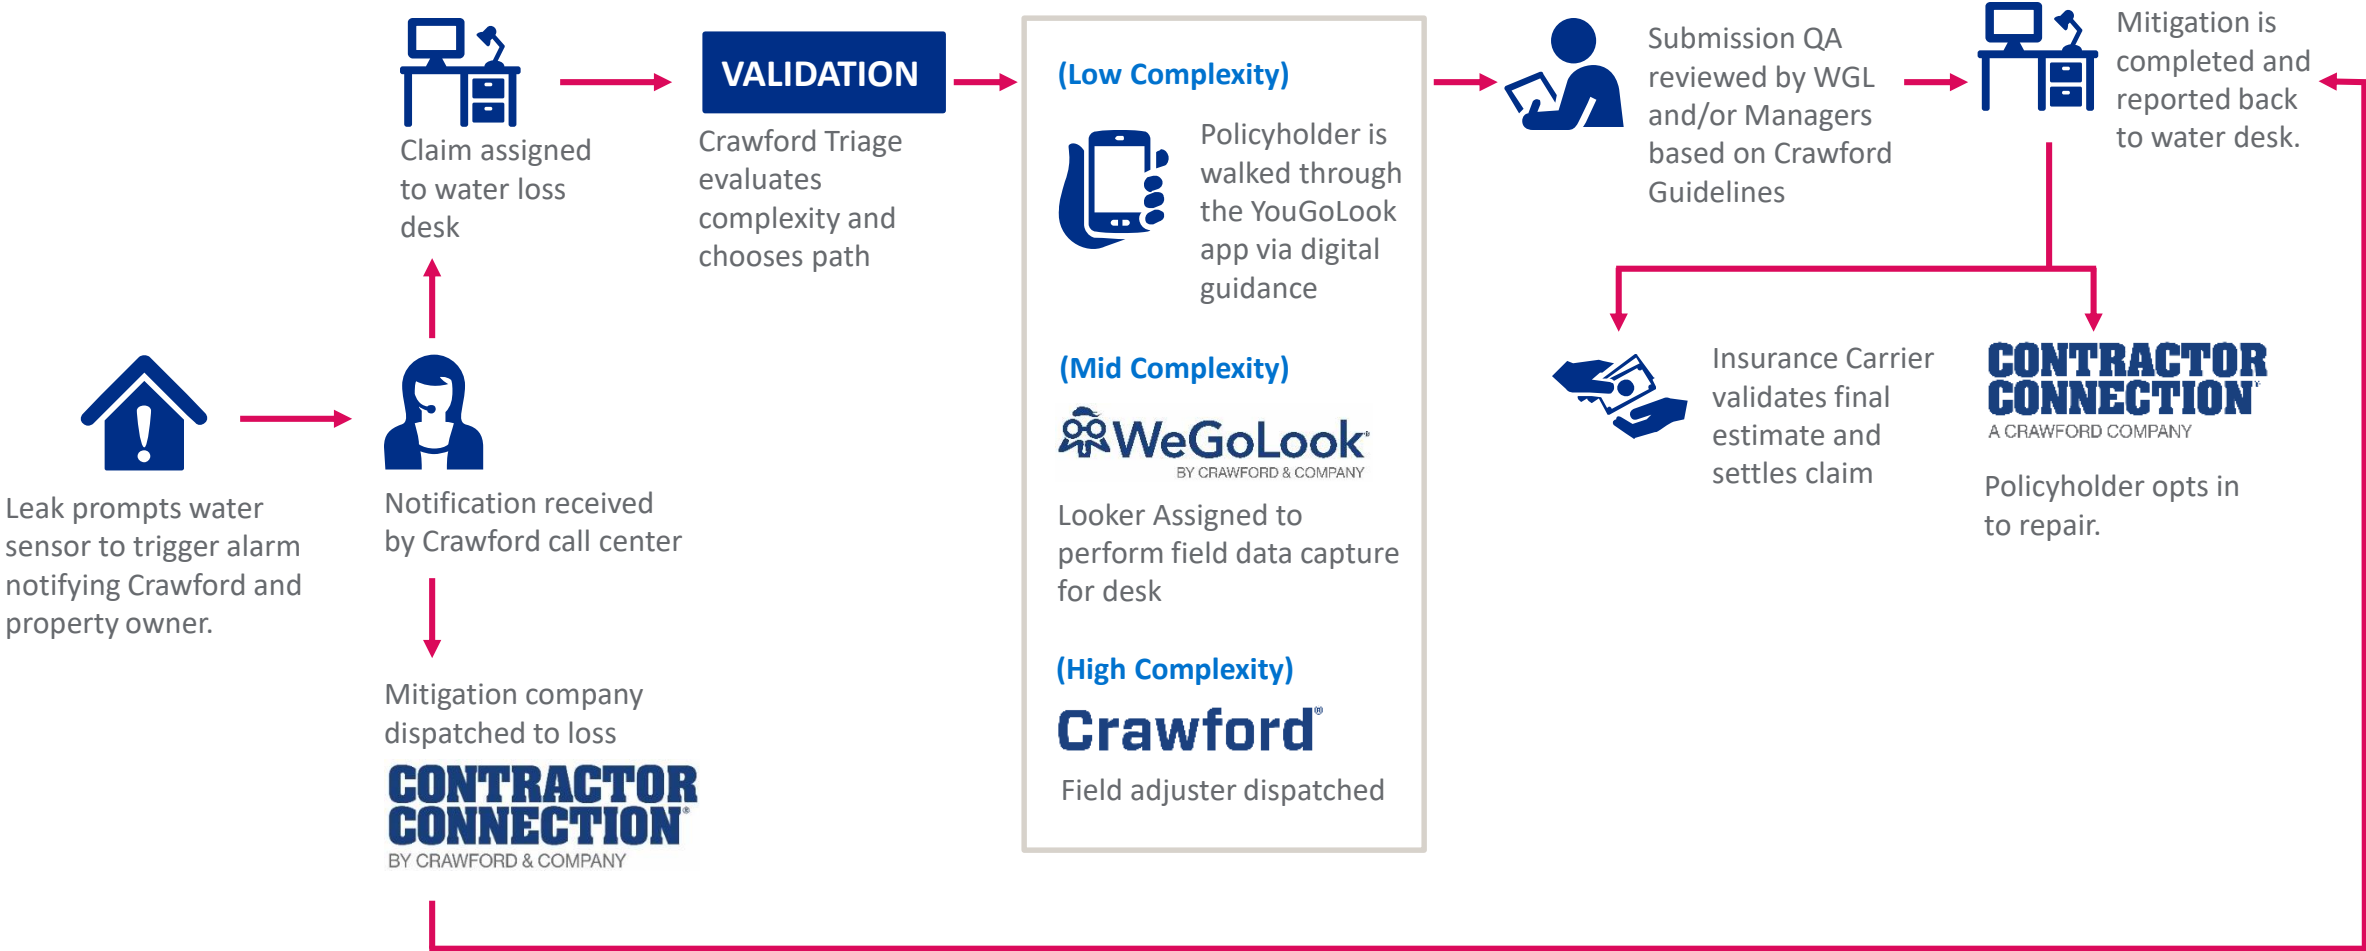 Leak prompts water
sensor to trigger alarm
notifying Crawford and
property owner.
Notification received
by Crawford call center
Claim assigned
to water loss
desk
Mitigation company
dispatched to loss
CONTRACTOR
CONNECTION®
BY CRAWFORD & COMPANY
VALIDATION
Crawford Triage
evaluates
complexity and
chooses path
(Low Complexity)
Policyholder is
walked through
the YouGoLook
app via digital
guidance
(Mid Complexity)
WeGoLook®
BY CRAWFORD & COMPANY
Looker Assigned to
perform field data capture
for desk
(High Complexity)
Crawford®
Field adjuster dispatched
Submission QA
reviewed by WGL
and/or Managers
based on Crawford
Guidelines
Mitigation is
completed and
reported back
to water desk.
Insurance Carrier
validates final
estimate and
settles claim
CONTRACTOR
CONNECTION®
A CRAWFORD COMPANY
Policyholder opts in
to repair.